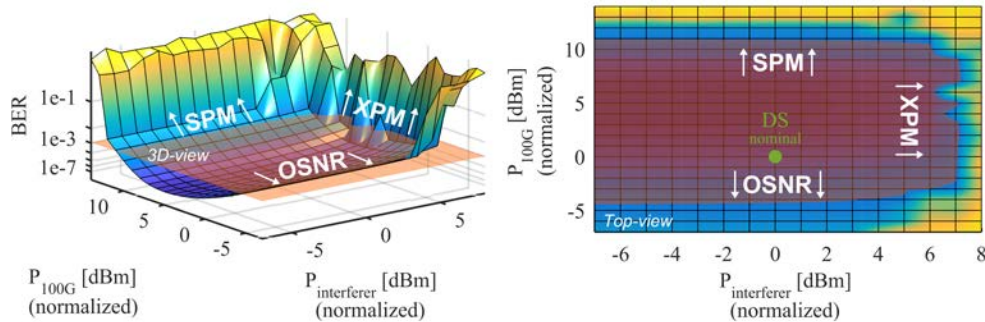 BER
1e-1
1e-3
1e-7
SPM
XPM
OSNR
3D-view
10
5
0
-5
-5
0
5
P100G [dBm]
(normalized)
Pinterferer [dBm]
(normalized)
P100G [dBm]
(normalized)
10
5
0
-5
SPM
XPM
DS
nominal
OSNR
Top-view
-6
-4
-2
0
2
4
6
8
Pinterferer [dBm]
(normalized)